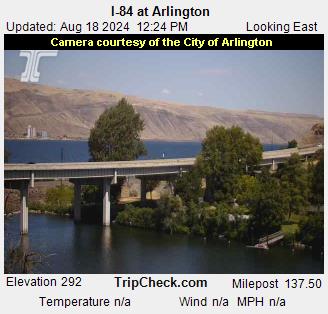 I-84 at Arlington
Updated: Aug 18 2024 12:24 PM Looking East
Camera courtesy of the City of Arlington
Elevation 292 TripCheck.com Milepost 137.50
Temperature n/a Wind n/a MPH n/a